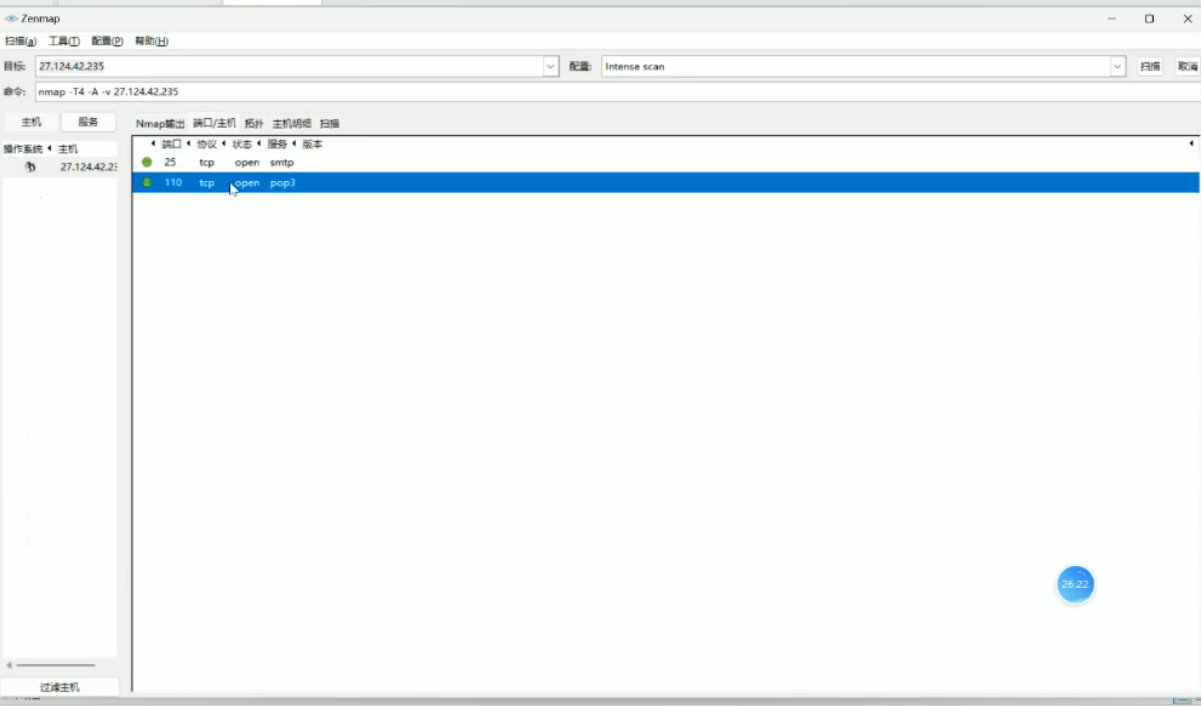 Zenmap
扫描(a) 工具(T) 配置(P) 帮助(H)
目标: 27.124.42.235 配置: Intense scan 扫描 取消
命令: nmap -T4 -A -v 27.124.42.235
主机 服务 Nmap输出 端口/主机 拓扑 主机明细 扫描
操作系统 主机 端口 协议 状态 服务 版本
25 tcp open smtp
27.124.42.23
110 tcp open pop3
26:22
过滤主机